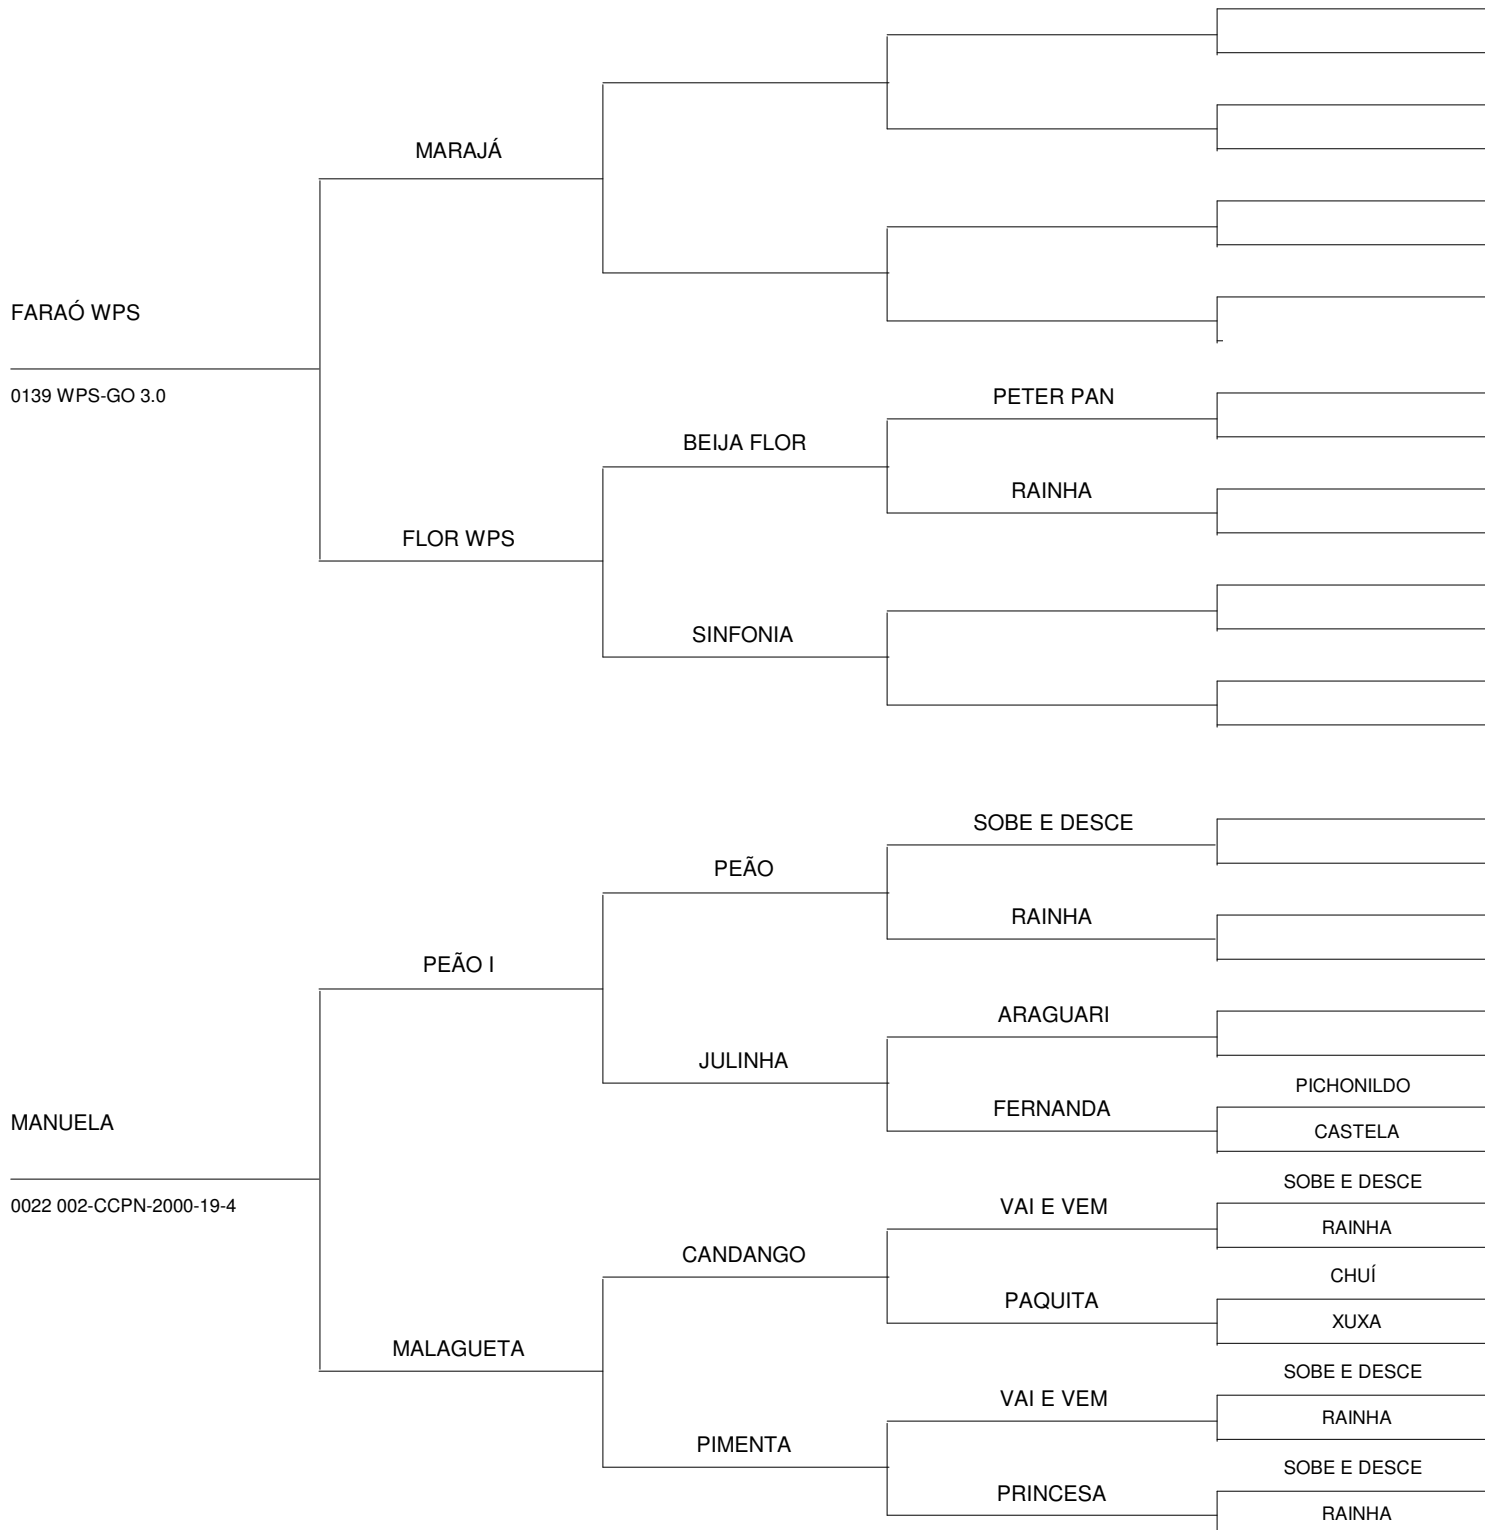 MARAJÁ
FARAÓ WPS
0139 WPS-GO 3.0
PETER PAN
BEIJA FLOR
RAINHA
FLOR WPS
SINFONIA
SOBE E DESCE
PEÃO
RAINHA
PEÃO I
ARAGUARI
JULINHA
PICHONILDO
FERNANDA
CASTELA
MANUELA
0022 002-CCPN-2000-19-4
SOBE E DESCE
VAI E VEM
RAINHA
CANDANGO
CHUÍ
PAQUITA
XUXA
MALAGUETA
SOBE E DESCE
VAI E VEM
RAINHA
PIMENTA
SOBE E DESCE
PRINCESA
RAINHA